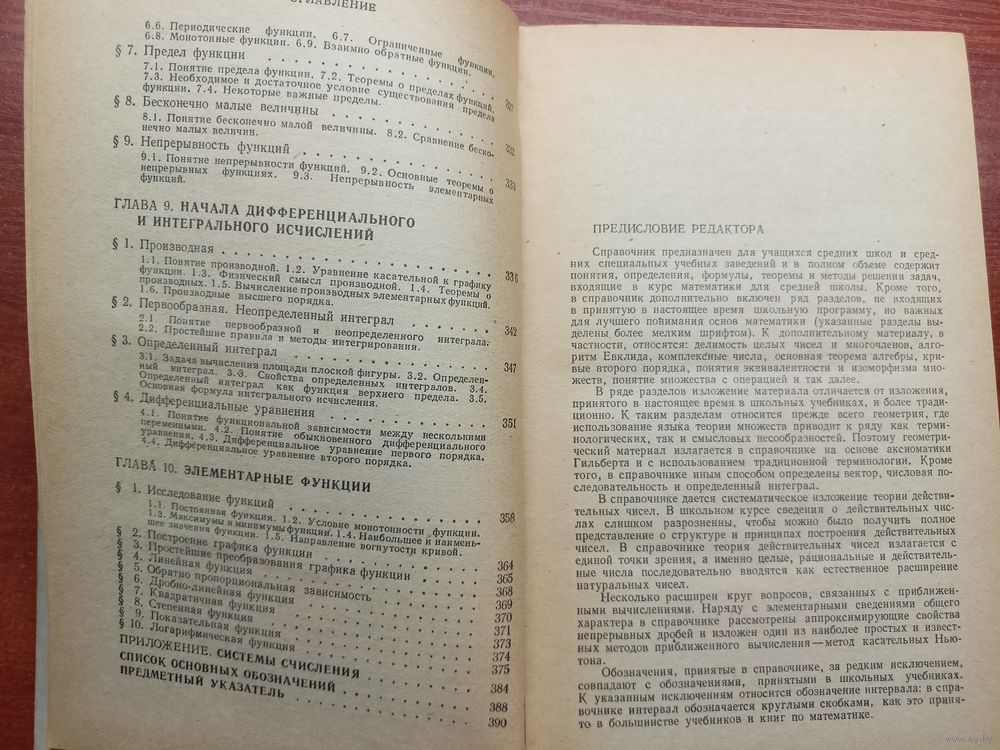 ОГЛАВЛЕНИЕ
6.6. Периодические функции. 6.7. Ограниченные функции.
6.8. Монотонные функции. 6.9. Взаимно обратные функции.
§ 7. Предел функции
7.1. Понятие предела функции. 7.2. Теоремы о пределах функций.
7.3. Необходимое и достаточное условие существования предела
функции. 7.4. Некоторые важные пределы.
§ 8. Бесконечно малые величины . . . 332
8.1. Понятие бесконечно малой величины. 8.2. Сравнение беско-
нечно малых величин.
§ 9. Непрерывность функций . . . 333
9.1. Понятие непрерывности функций. 9.2. Основные теоремы о
непрерывных функциях. 9.3. Непрерывность элементарных
функций.
ГЛАВА 9. НАЧАЛА ДИФФЕРЕНЦИАЛЬНОГО
И ИНТЕГРАЛЬНОГО ИСЧИСЛЕНИЙ
§ 1. Производная . . . 336
1.1. Понятие производной. 1.2. Уравнение касательной к графику
функции. 1.3. Физический смысл производной. 1.4. Теоремы о
производных. 1.5. Вычисление производных элементарных функций.
1.6. Производные высшего порядка.
§ 2. Первообразная. Неопределенный интеграл . . . 342
2.1 Понятие первообразной и неопределенного интеграла.
2.2. Простейшие правила и методы интегрирования.
§ 3. Определенный интеграл . . . 347
3.1. Задача вычисления площади плоской фигуры. 3.2. Определен-
ный интеграл. 3.3. Свойства определенных интегралов. 3.4.
Определенный интеграл как функция верхнего предела. 3.5.
Основная формула интегрального исчисления.
§ 4. Дифференциальные уравнения . . . 351
4.1. Понятие функциональной зависимости между несколькими
переменными. 4.2. Понятие обыкновенного дифференциального
уравнения. 4.3. Дифференциальное уравнение первого порядка.
4.4. Дифференциальное уравнение второго порядка.
ГЛАВА 10. ЭЛЕМЕНТАРНЫЕ ФУНКЦИИ
§ 1. Исследование функций . . . 358
1.1. Постоянная функция. 1.2. Условие монотонности функции.
1.3. Максимумы и минимумы функции. 1.4. Наибольшее и наимень-
шее значения функции. 1.5. Направление вогнутости кривой.
§ 2. Построение графика функции . . . 364
§ 3. Простейшие преобразования графика функции . . . 365
§ 4. Линейная функция . . . 368
§ 5. Обратно пропорциональная зависимость . . . 369
§ 6. Дробно-линейная функция . . . 370
§ 7. Квадратичная функция . . . 371
§ 8. Степенная функция . . . 373
§ 9. Показательная функция . . . 374
§ 10. Логарифмическая функция . . . 375
ПРИЛОЖЕНИЕ. СИСТЕМЫ СЧИСЛЕНИЯ . . . 384
СПИСОК ОСНОВНЫХ ОБОЗНАЧЕНИЙ . . . 388
ПРЕДМЕТНЫЙ УКАЗАТЕЛЬ . . . 390
ПРЕДИСЛОВИЕ РЕДАКТОРА
Справочник предназначен для учащихся средних школ и сред-
них специальных учебных заведений и в полном объеме содержит
понятия, определения, формулы, теоремы и методы решения задач,
входящие в курс математики для средней школы. Кроме того,
в справочник дополнительно включен ряд разделов, не входящих
в принятую в настоящее время школьную программу, но важных
для лучшего понимания основ математики (указанные разделы вы-
делены более мелким шрифтом). К дополнительному материалу, в
частности, относятся: делимость целых чисел и многочленов, алго-
ритм Евклида, комплексные числа, основная теорема алгебры, кри-
вые второго порядка, понятия эквивалентности и изоморфизма мно-
жеств, понятие множества с операцией и так далее.
В ряде разделов изложение материала отличается от изложения,
принятого в настоящее время в школьных учебниках, и более тради-
ционно. К таким разделам относится прежде всего геометрия, где
использование языка теории множеств приводит к ряду как терми-
нологических, так и смысловых несообразностей. Поэтому геометри-
ческий материал излагается в справочнике на основе аксиоматики
Гильберта и с использованием традиционной терминологии. Кроме
того, в справочнике иным способом определены вектор, числовая по-
следовательность и определенный интеграл.
В справочнике дается систематическое изложение теории действи-
тельных чисел. В школьном курсе сведения о действительных чис-
лах слишком разрозненны, чтобы можно было получить полное
представление о структуре и принципах построения действительных
чисел. В справочнике теория действительных чисел излагается с
единой точки зрения, а именно целые, рациональные и действитель-
ные числа последовательно вводятся как естественное расширение
натуральных чисел.
Несколько расширен круг вопросов, связанных с приближен-
ными вычислениями. Наряду с элементарными сведениями общего
характера в справочнике рассмотрены аппроксимирующие свойства
непрерывных дробей и изложен один из наиболее простых и извест-
ных методов приближенного вычисления — метод касательных Нью-
тона.
Обозначения, принятые в справочнике, за редким исключением,
совпадают с обозначениями, принятыми в школьных учебниках.
К указанным исключениям относится обозначение интервала: в спра-
вочнике интервал обозначается круглыми скобками, как это приня-
то в большинстве учебников и книг по математике.
www.ay.by